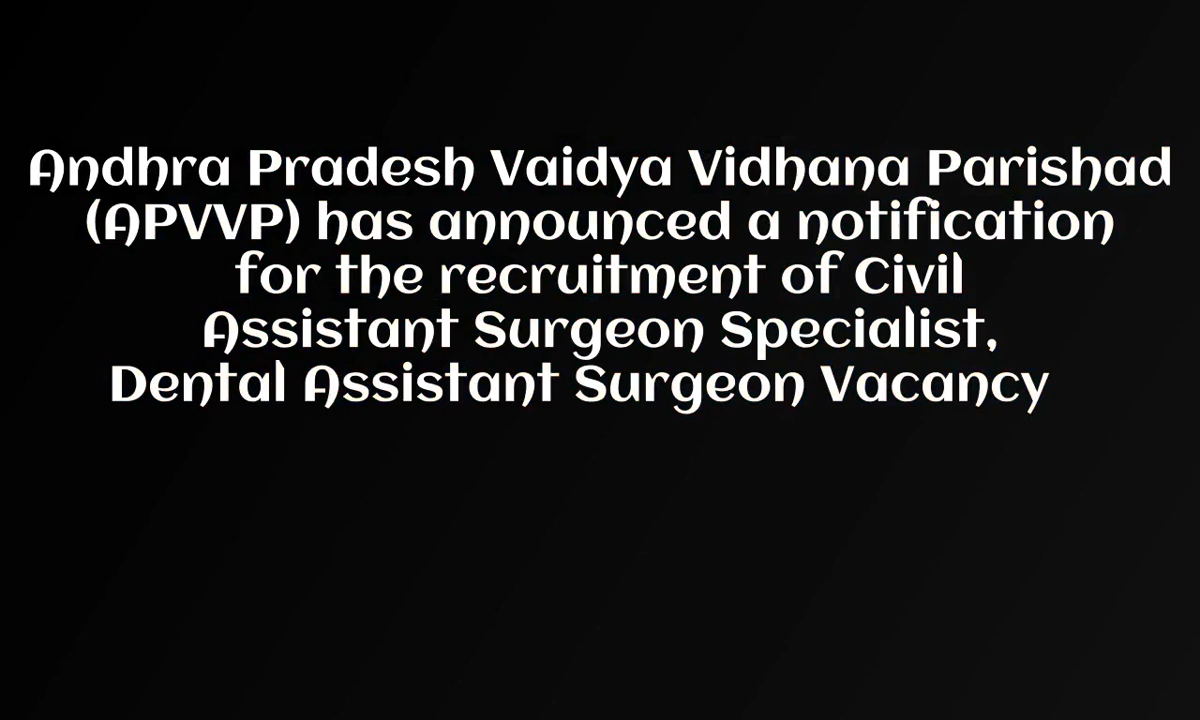 Andhra Pradesh Vaidya Vidhana Parishad
(APVVP) has announced a notification
for the recruitment of Civil
Assistant Surgeon Specialist,
Dental Assistant Surgeon Vacancy